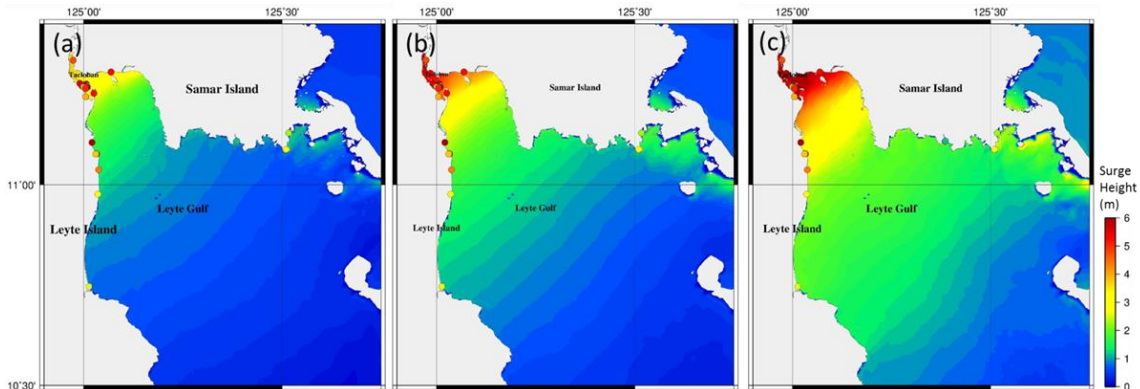 125°00' 125°30' 125°00' 125°30' 125°00' 125°30'
(a) (b) (c)
Tacloban
Samar Island Samar Island Samar Island
11°00'
Surge
Height
(m)
Leyte Gulf Leyte Gulf Leyte Gulf
Leyte Island Leyte Island Leyte Island
6
5
4
3
2
1
0
10°30'